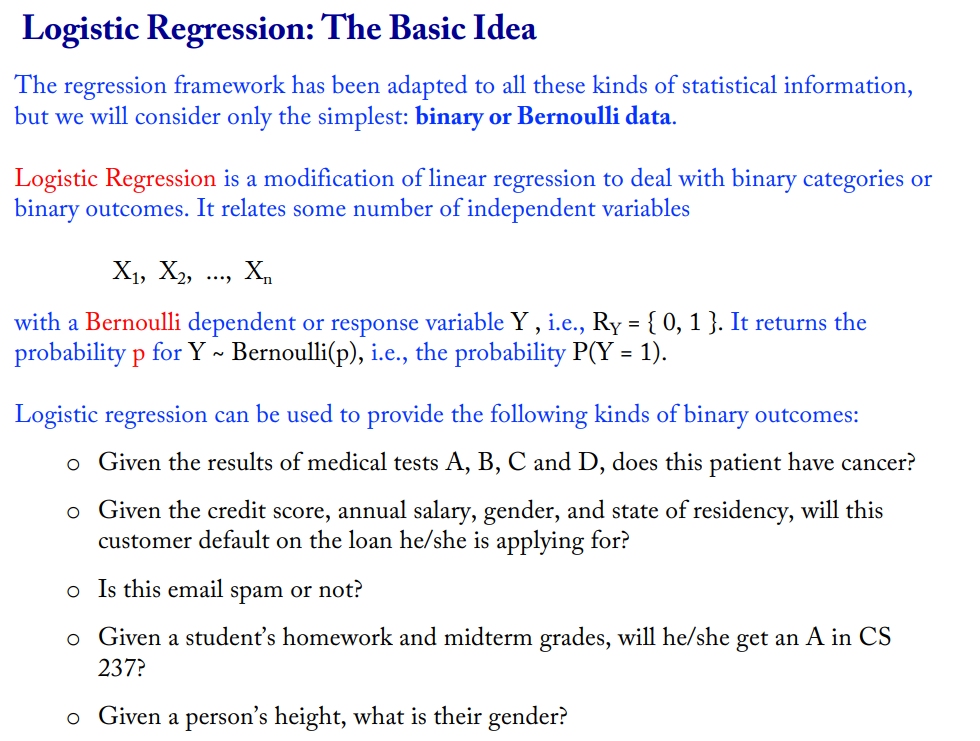 Logistic Regression: The Basic Idea
The regression framework has been adapted to all these kinds of statistical information,
but we will consider only the simplest: binary or Bernoulli data.
Logistic Regression is a modification of linear regression to deal with binary categories or
binary outcomes. It relates some number of independent variables
X₁, X₂, ..., Xₙ
with a Bernoulli dependent or response variable Y , i.e., R_Y = { 0, 1 }. It returns the
probability p for Y ~ Bernoulli(p), i.e., the probability P(Y = 1).
Logistic regression can be used to provide the following kinds of binary outcomes:
o Given the results of medical tests A, B, C and D, does this patient have cancer?
o Given the credit score, annual salary, gender, and state of residency, will this
customer default on the loan he/she is applying for?
o Is this email spam or not?
o Given a student’s homework and midterm grades, will he/she get an A in CS
237?
o Given a person’s height, what is their gender?